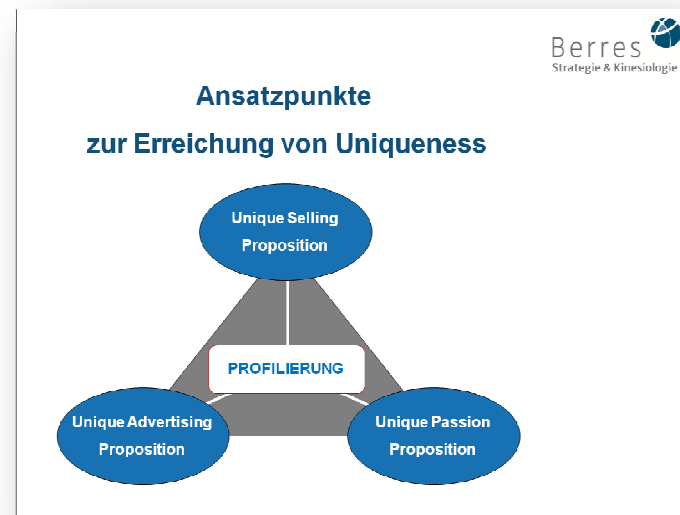 Berres
Strategie & Kinesiologie
Ansatzpunkte
zur Erreichung von Uniqueness
Unique Selling
Proposition
PROFILIERUNG
Unique Advertising
Proposition
Unique Passion
Proposition